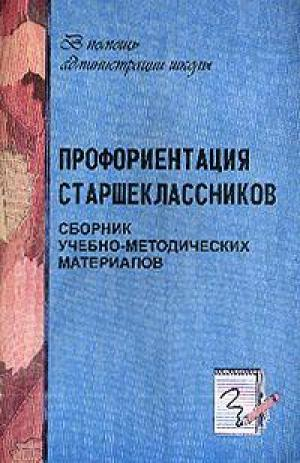 В помощь
администрации школы
ПРОФОРИЕНТАЦИЯ
СТАРШЕКЛАССНИКОВ
СБОРНИК
УЧЕБНО-МЕТОДИЧЕСКИХ
МАТЕРИАЛОВ